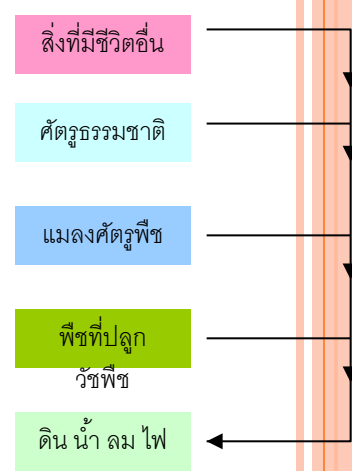 สิ่งที่มีชีวิตอื่น
ศัตรูธรรมชาติ
แมลงศัตรูพืช
พืชที่ปลูก
วัชพืช
ดิน น้ำ ลม ไฟ